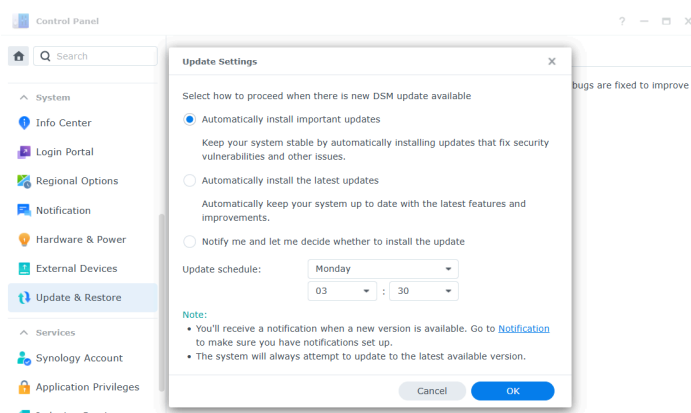 Control Panel
?
Search
Update Settings
System
Select how to proceed when there is new DSM update available
bugs are fixed to improve
Info Center
Automatically install important updates
Keep your system stable by automatically installing updates that fix security
vulnerabilities and other issues.
Login Portal
Regional Options
Automatically install the latest updates
Automatically keep your system up to date with the latest features and
improvements.
Notification
Hardware & Power
Notify me and let me decide whether to install the update
External Devices
Update schedule:
Monday
03 : 30
Update & Restore
Note:
• You'll receive a notification when a new version is available. Go to Notification
to make sure you have notifications set up.
• The system will always attempt to update to the latest available version.
Services
Synology Account
Application Privileges
Cancel
OK